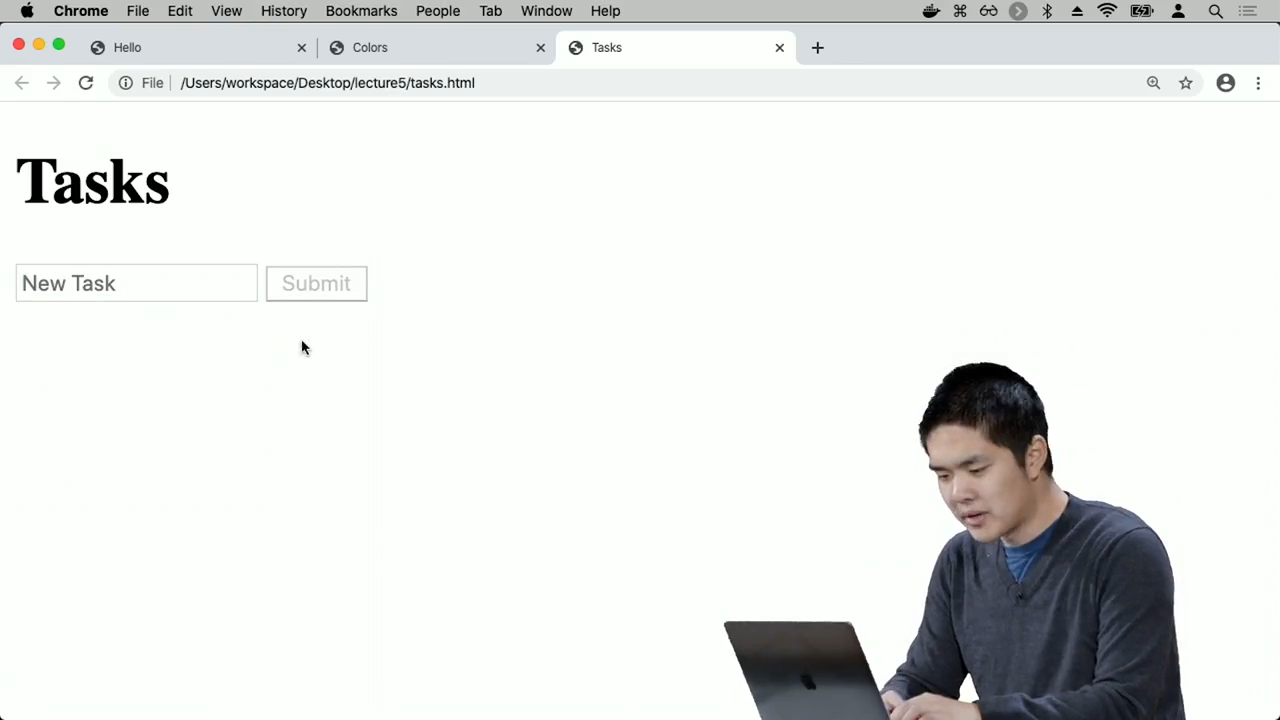 Chrome File Edit View History Bookmarks People Tab Window Help
Hello Colors Tasks
File /Users/workspace/Desktop/lecture5/tasks.html
Tasks
New Task Submit